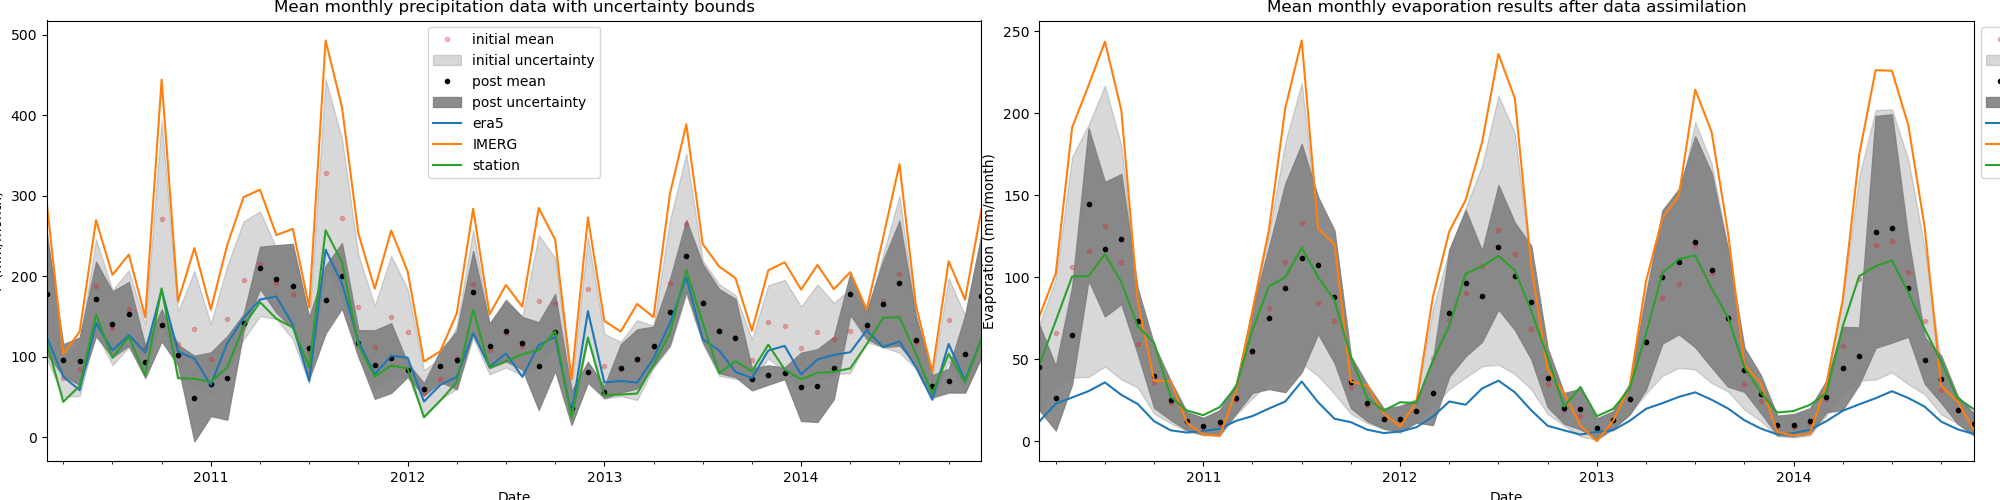 Mean monthly precipitation data with uncertainty bounds
500
400
300
200
100
0
initial mean
initial uncertainty
post mean
post uncertainty
era5
IMERG
station
2011
2012
2013
2014
Date
Mean monthly evaporation results after data assimilation
Evaporation (mm/month)
250
200
150
100
50
0
2011
2012
2013
2014
Date